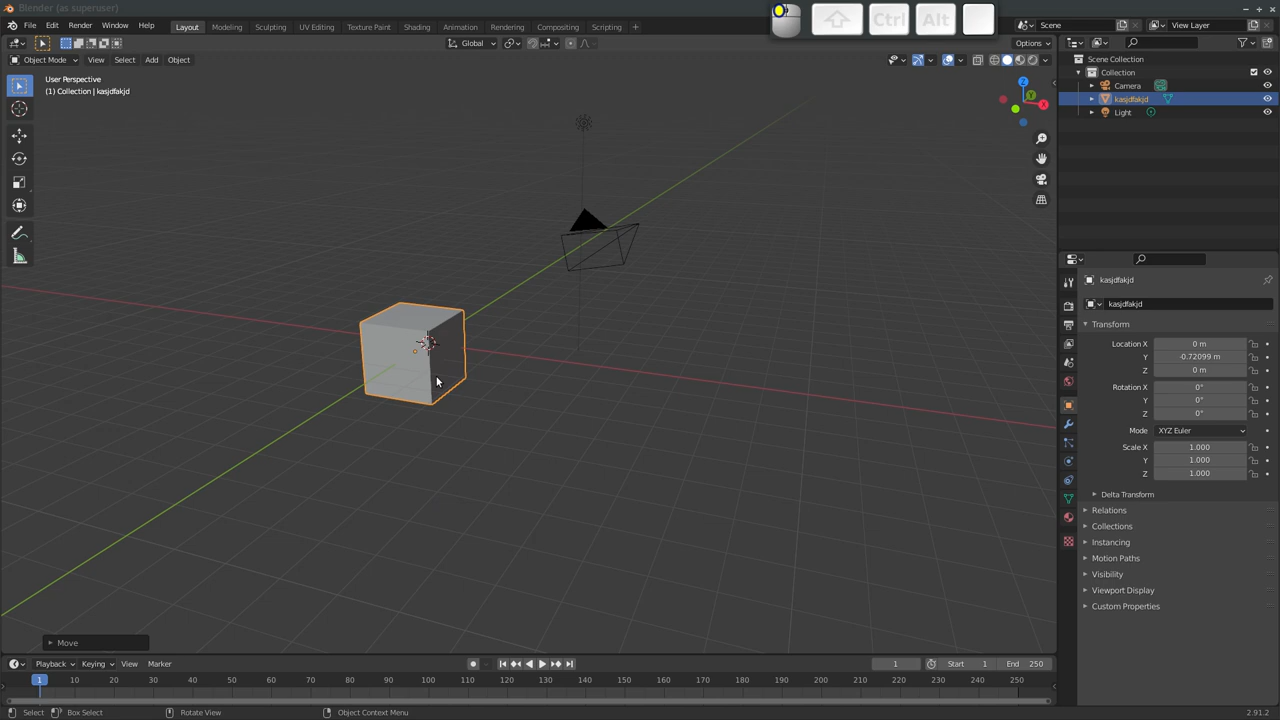 Blender (as superuser)
File Edit Render Window Help
Layout Modeling Sculpting UV Editing Texture Paint Shading Animation Rendering Compositing Scripting +
Ctrl Alt
Scene
View Layer
Global
Options
Object Mode View Select Add Object
User Perspective
(1) Collection | kasjdfakjd
Z
Y
X
Scene Collection
Collection
Camera
kasjdfakjd
Light
kasjdfakjd
kasjdfakjd
Transform
Location X 0 m
Y -0.72099 m
Z 0 m
Rotation X 0°
Y 0°
Z 0°
Mode XYZ Euler
Scale X 1.000
Y 1.000
Z 1.000
Delta Transform
Relations
Collections
Instancing
Motion Paths
Visibility
Viewport Display
Custom Properties
Move
Playback Keying View Marker
1 Start 1 End 250
1 10 20 30 40 50 60 70 80 90 100 110 120 130 140 150 160 170 180 190 200 210 220 230 240 250
Select Box Select Rotate View Object Context Menu 2.91.2